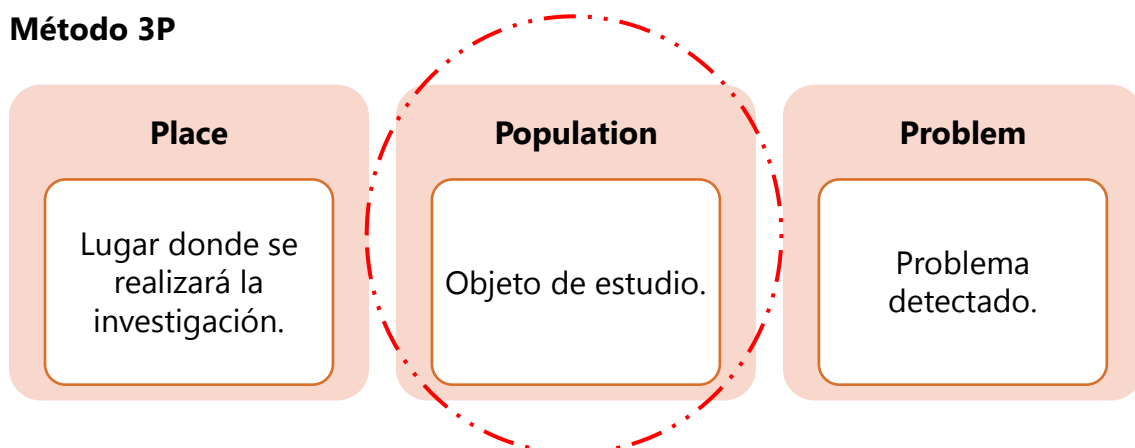 Método 3P
Place
Lugar donde se
realizará la
investigación.
Population
Objeto de estudio.
Problem
Problema
detectado.